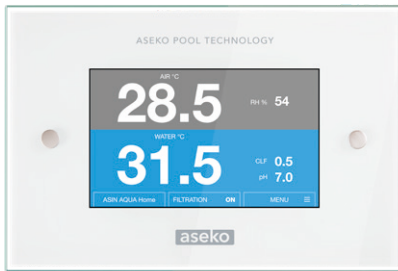 ASEKO POOL TECHNOLOGY
AIR °C
28.5
RH % 54
WATER °C
31.5
CLF 0.5
pH 7.0
ASIN AQUA Home FILTRATION ON MENU
aseko